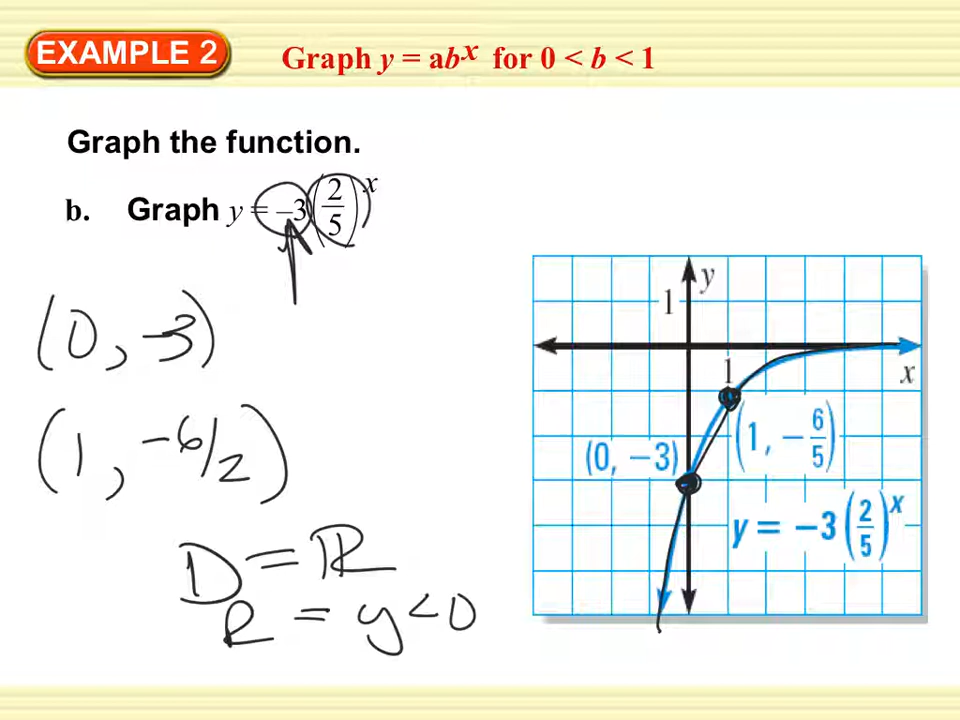 EXAMPLE 2
Graph y = ab^x for 0 < b < 1
Graph the function.
b. Graph y = –3(2/5)^x
(0, -3)
(1, -6/2)
D = ℝ
R = y < 0
y
1
1
x
(0, −3)
(1, −6/5)
y = −3(2/5)^x